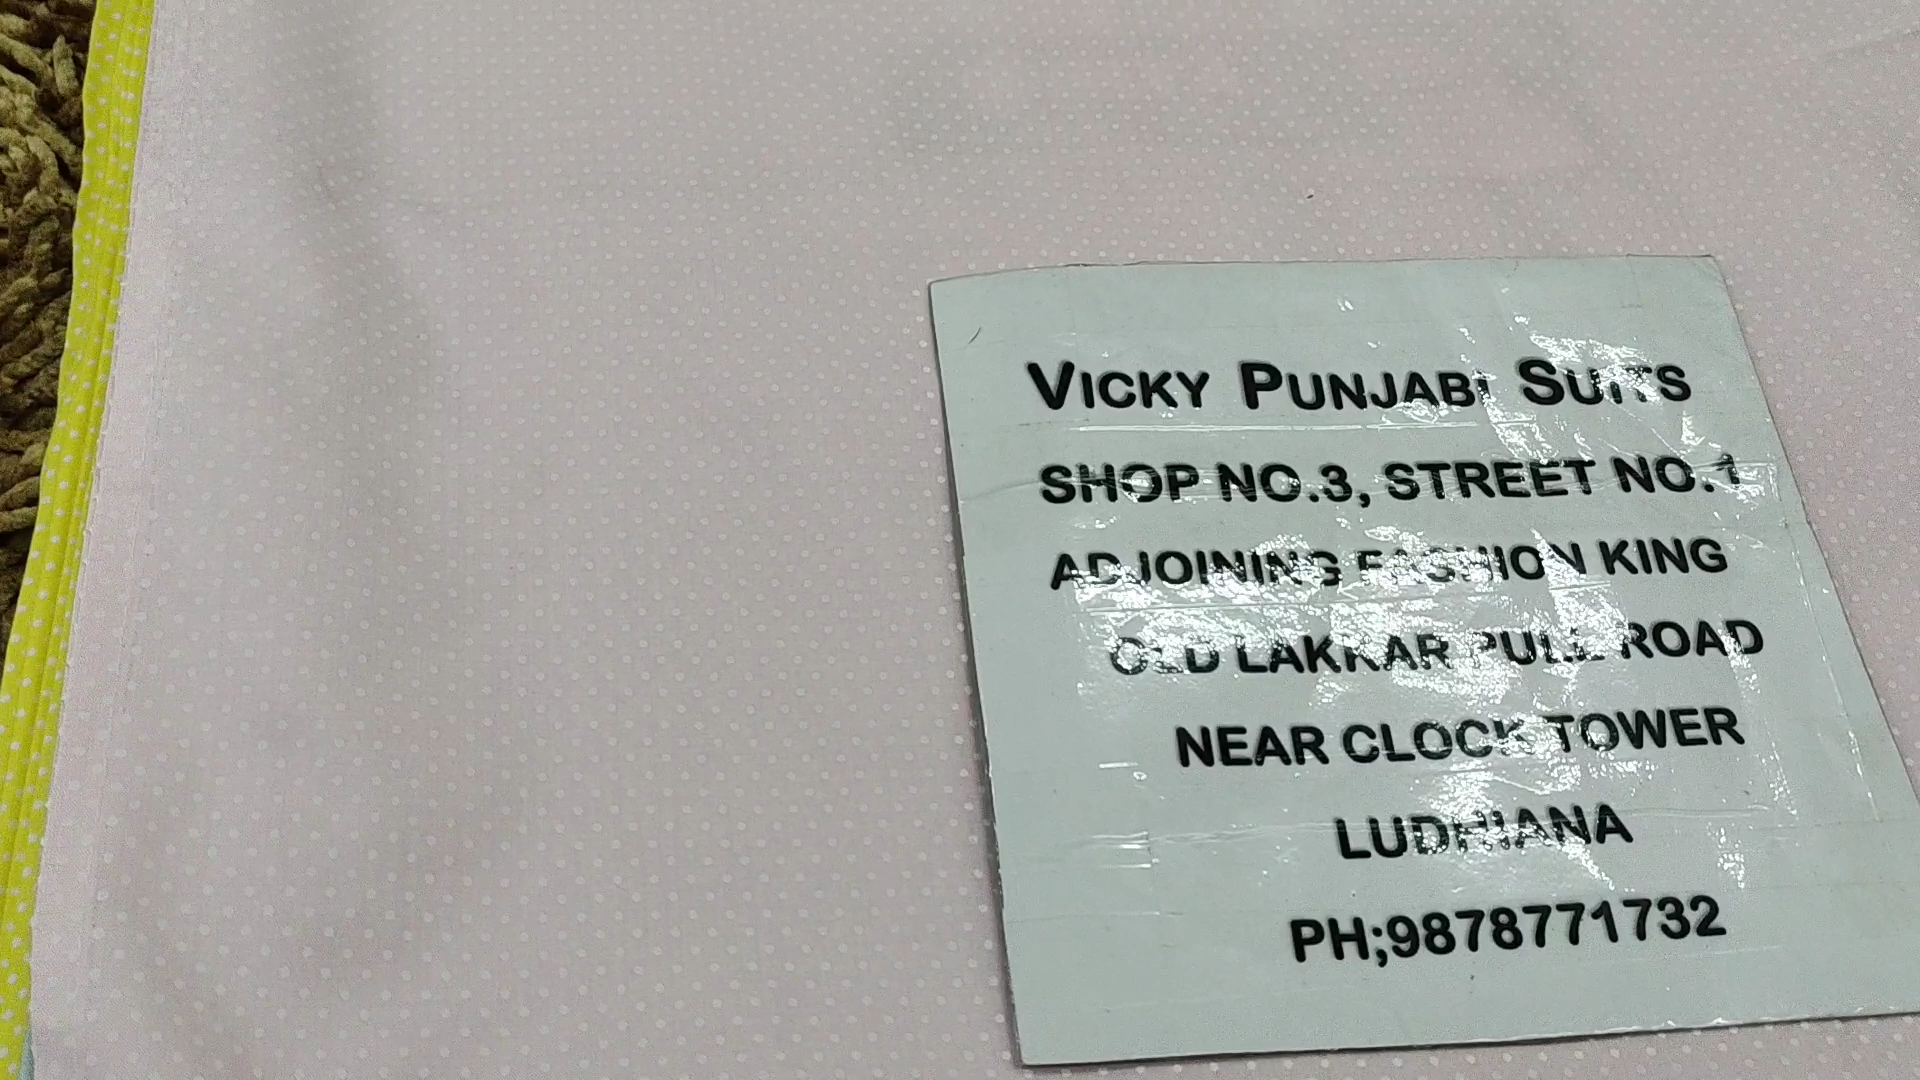 VICKY PUNJABI SUITS
SHOP NO.3, STREET NO.1
ADJOINING FASHION KING
OLD LAKKAR PULL ROAD
NEAR CLOCK TOWER
LUDHIANA
PH;9878771732